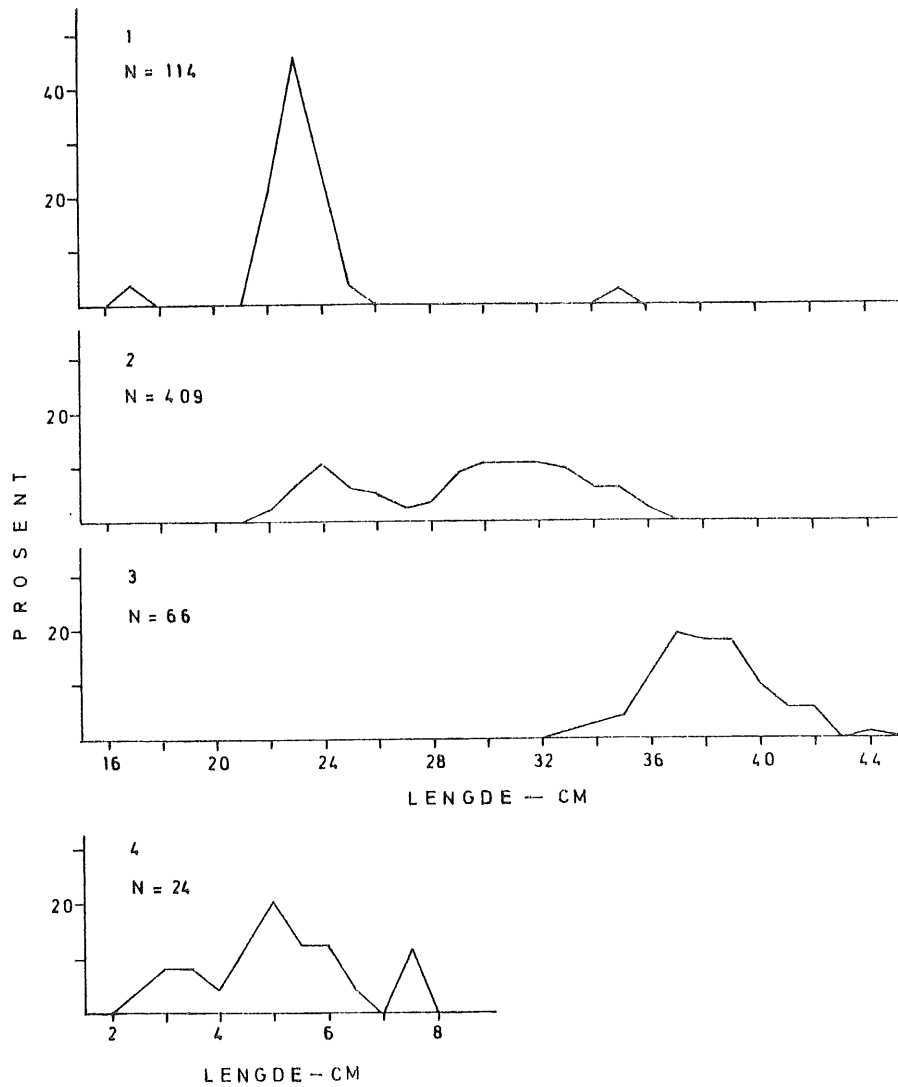 1
N = 114
40
20
2
N = 409
20
PROSENT
3
N = 66
20
16 20 24 28 32 36 40 44
LENGDE — CM
4
N = 24
20
2 4 6 8
LENGDE — CM